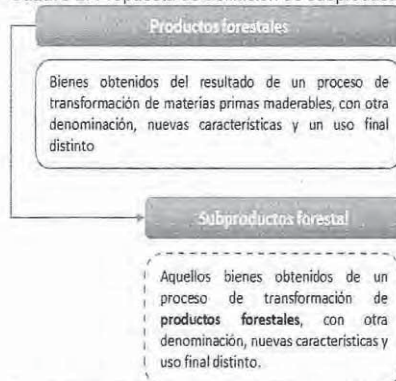 Productos forestales
Bienes obtenidos del resultado de un proceso de
transformación de materias primas maderables, con otra
denominación, nuevas características y un uso final
distinto
Subproductos forestal
Aquellos bienes obtenidos de un
proceso de transformación de
productos forestales, con otra
denominación, nuevas características y
uso final distinto.